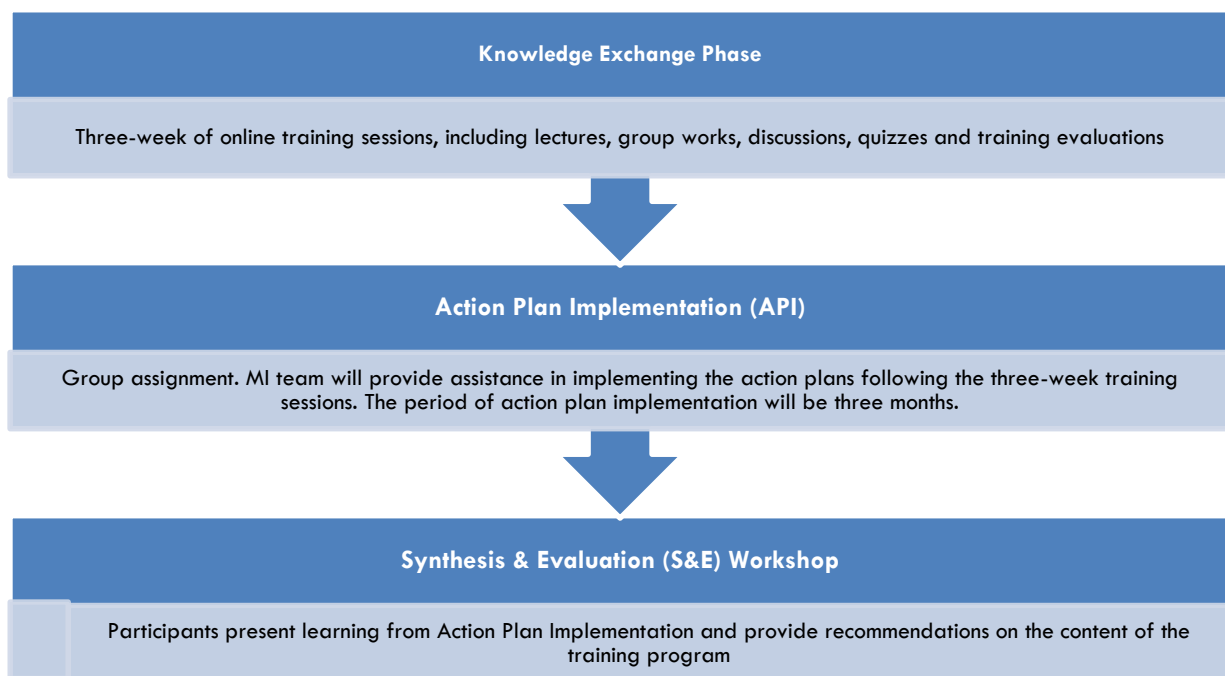 Knowledge Exchange Phase
Three-week of online training sessions, including lectures, group works, discussions, quizzes and training evaluations
Action Plan Implementation (API)
Group assignment. MI team will provide assistance in implementing the action plans following the three-week training
sessions. The period of action plan implementation will be three months.
Synthesis & Evaluation (S&E) Workshop
Participants present learning from Action Plan Implementation and provide recommendations on the content of the
training program